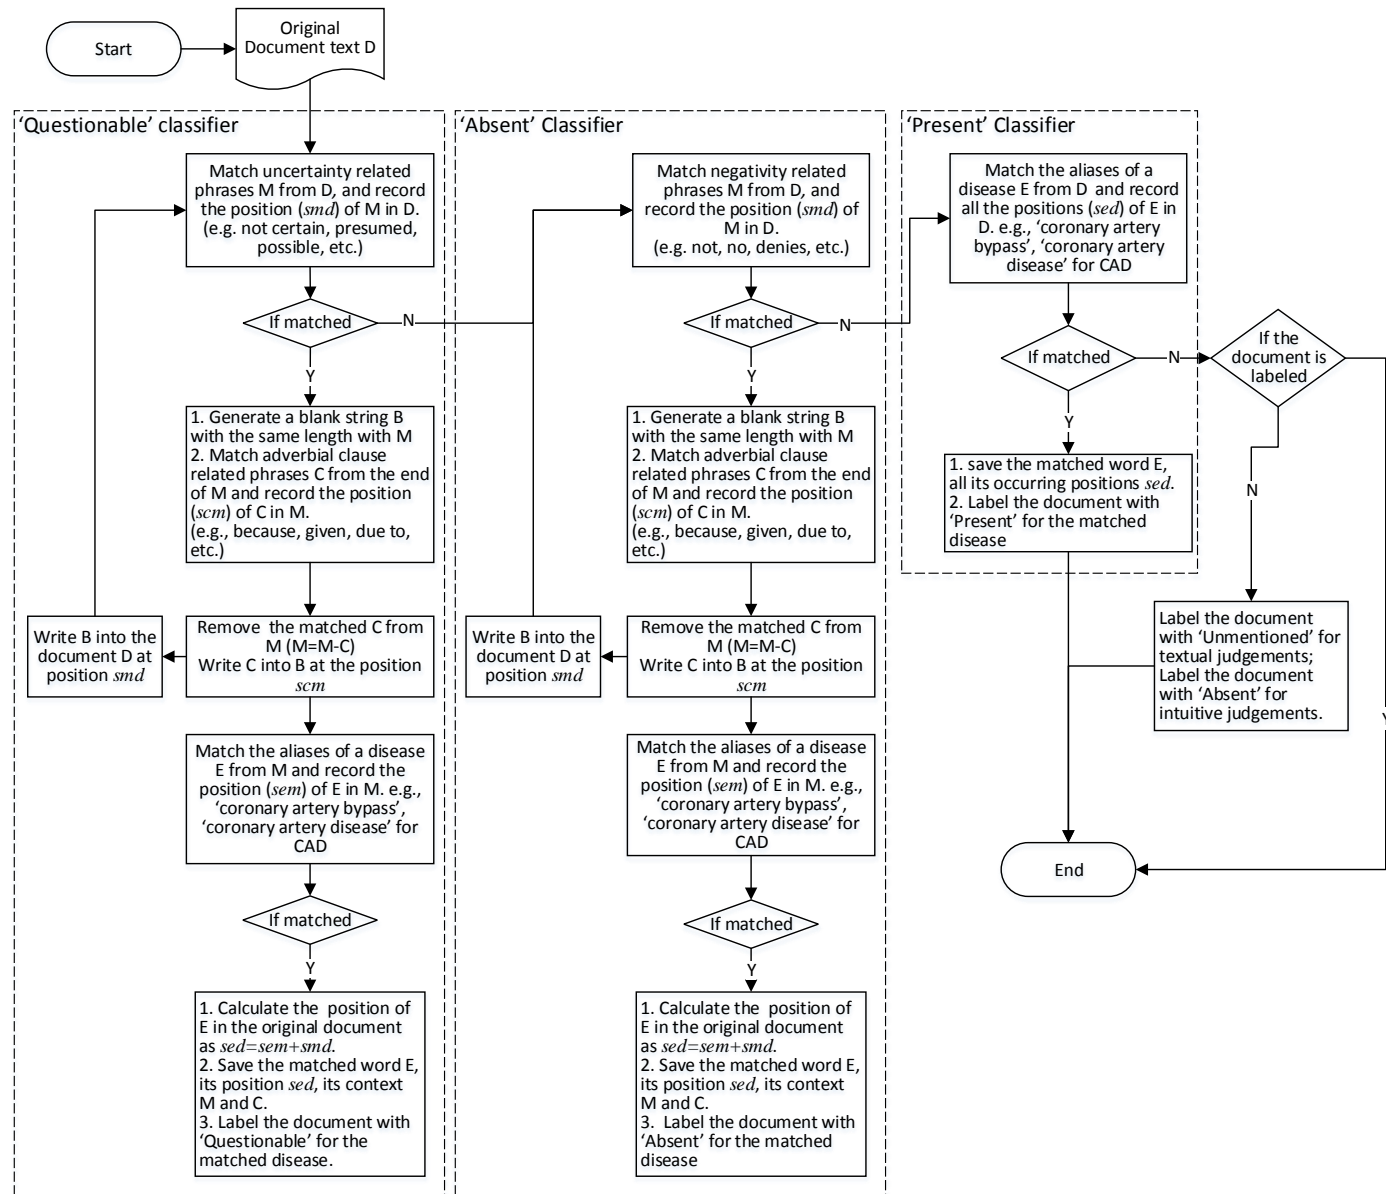 Start
Original
Document text D
‘Questionable’ classifier
Match uncertainty related
phrases M from D, and record
the position (smd) of M in D.
(e.g. not certain, presumed,
possible, etc.)
If matched
N
Y
1. Generate a blank string B
with the same length with M
2. Match adverbial clause
related phrases C from the end
of M and record the position
(scm) of C in M.
(e.g., because, given, due to,
etc.)
Write B into the
document D at
position smd
Remove the matched C from
M (M=M-C)
Write C into B at the position
scm
Match the aliases of a disease
E from M and record the
position (sem) of E in M. e.g.,
‘coronary artery bypass’,
‘coronary artery disease’ for
CAD
If matched
Y
1. Calculate the position of
E in the original document
as sed=sem+smd.
2. Save the matched word E,
its position sed, its context
M and C.
3. Label the document with
‘Questionable’ for the
matched disease.
‘Absent’ Classifier
Match negativity related
phrases M from D, and
record the position (smd) of
M in D.
(e.g. not, no, denies, etc.)
If matched
N
Y
1. Generate a blank string B
with the same length with M
2. Match adverbial clause
related phrases C from the end
of M and record the position
(scm) of C in M.
(e.g., because, given, due to,
etc.)
Write B into the
document D at
position smd
Remove the matched C from
M (M=M-C)
Write C into B at the position
scm
Match the aliases of a disease
E from M and record the
position (sem) of E in M. e.g.,
‘coronary artery bypass’,
‘coronary artery disease’ for
CAD
If matched
Y
1. Calculate the position of
E in the original document
as sed=sem+smd.
2. Save the matched word E,
its position sed, its context
M and C.
3. Label the document with
‘Absent’ for the matched
disease
‘Present’ Classifier
Match the aliases of a
disease E from D and record
all the positions (sed) of E in
D. e.g., ‘coronary artery
bypass’, ‘coronary artery
disease’ for CAD
If matched
N
Y
1. save the matched word E,
all its occurring positions sed.
2. Label the document with
‘Present’ for the matched
disease
If the
document is
labeled
N
Y
Label the document
with ‘Unmentioned’ for
textual judgements;
Label the document
with ‘Absent’ for
intuitive judgements.
End